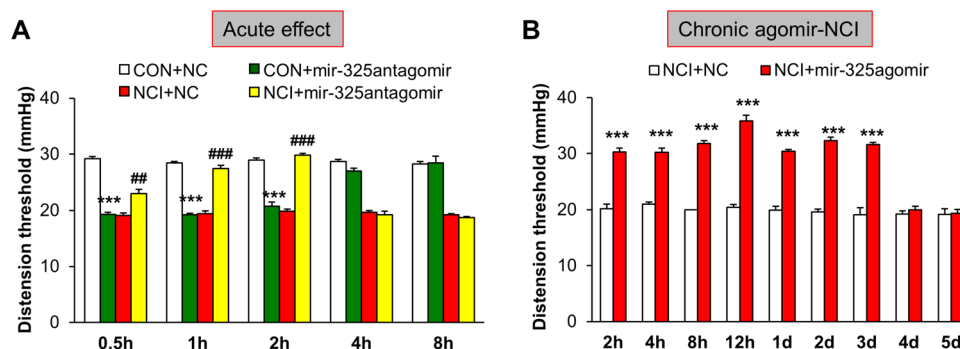 A
Acute effect
CON+NC
CON+mir-325antagomir
NCI+NC
NCI+mir-325antagomir
Distension threshold (mmHg)
40
30
20
10
0
***
##
***
###
***
###
0.5h 1h 2h 4h 8h
B
Chronic agomir-NCI
NCI+NC
NCI+mir-325agomir
Distension threshold (mmHg)
40
30
20
10
0
*** *** *** *** *** *** ***
2h 4h 8h 12h 1d 2d 3d 4d 5d